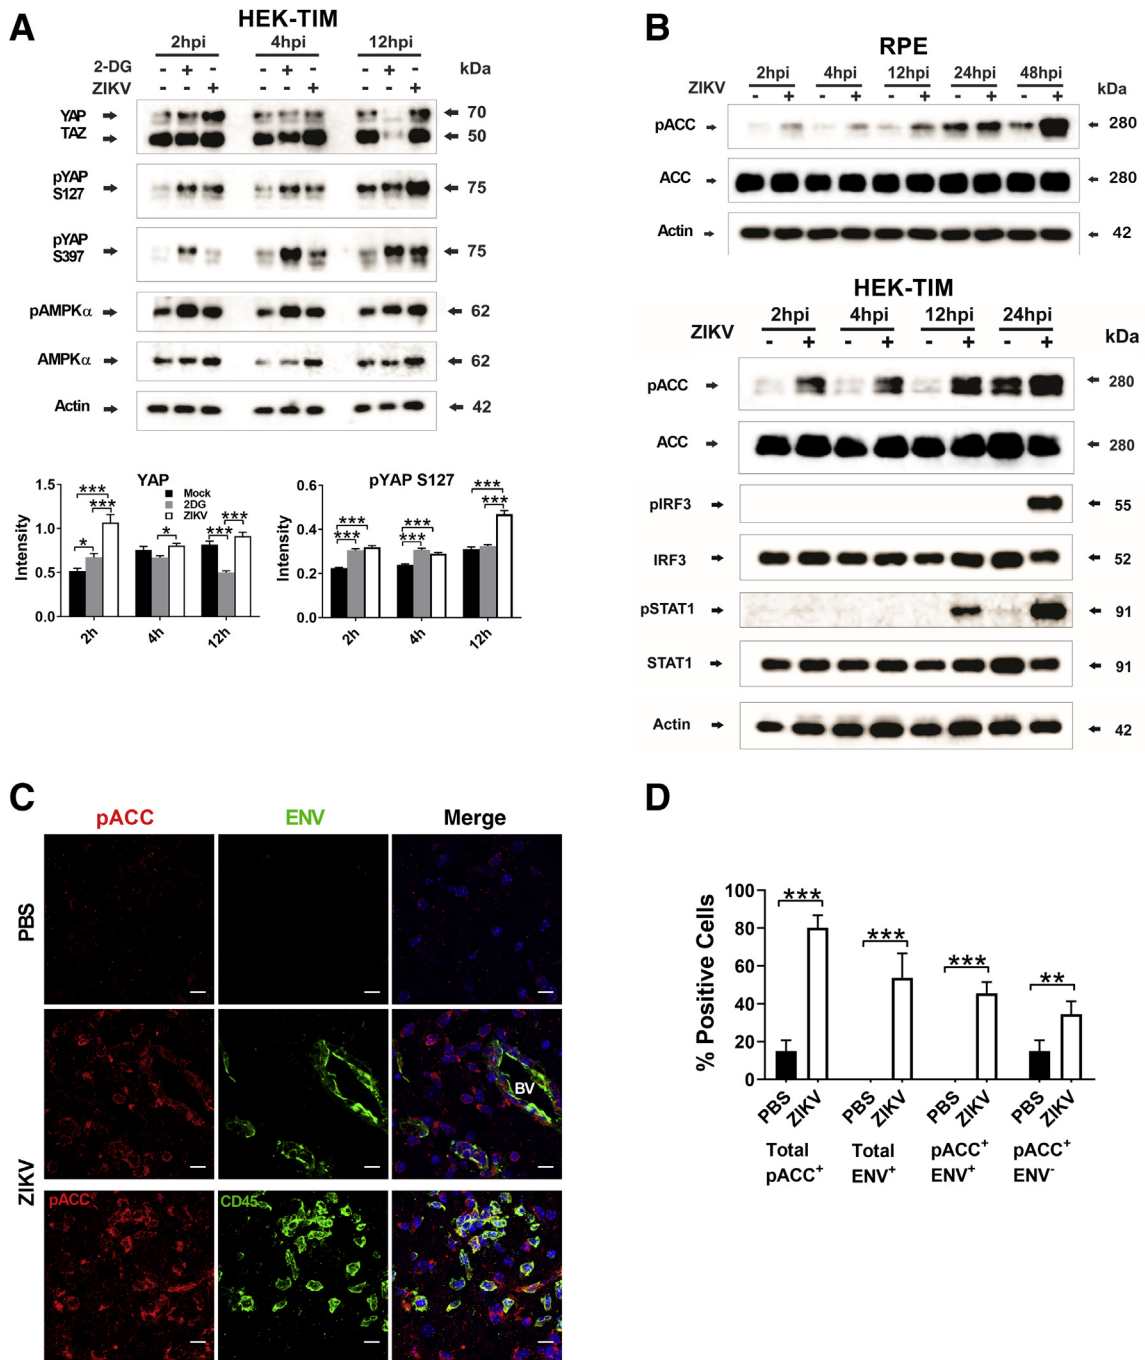 A
HEK-TIM
2hpi 4hpi 12hpi
2-DG - + - - + - - + - kDa
ZIKV - - + - - + - - +
YAP 70
TAZ 50
pYAP
S127 75
pYAP
S397 75
pAMPKα 62
AMPKα 62
Actin 42
YAP
Mock
2DG
ZIKV
Intensity
1.5
1.0
0.5
0.0
*** *** * * *** ***
2h 4h 12h
pYAP S127
Intensity
0.6
0.4
0.2
0.0
*** *** *** *** *** ***
2h 4h 12h
B
RPE
2hpi 4hpi 12hpi 24hpi 48hpi
ZIKV - + - + - + - + - + kDa
pACC 280
ACC 280
Actin 42
HEK-TIM
2hpi 4hpi 12hpi 24hpi
ZIKV - + - + - + - + kDa
pACC 280
ACC 280
pIRF3 55
IRF3 52
pSTAT1 91
STAT1 91
Actin 42
C
pACC ENV Merge
PBS
ZIKV
BV
pACC CD45
D
% Positive Cells
100
80
60
40
20
0
*** *** *** **
PBS ZIKV PBS ZIKV PBS ZIKV PBS ZIKV
Total Total pACC+ pACC+
pACC+ ENV+ ENV+ ENV-